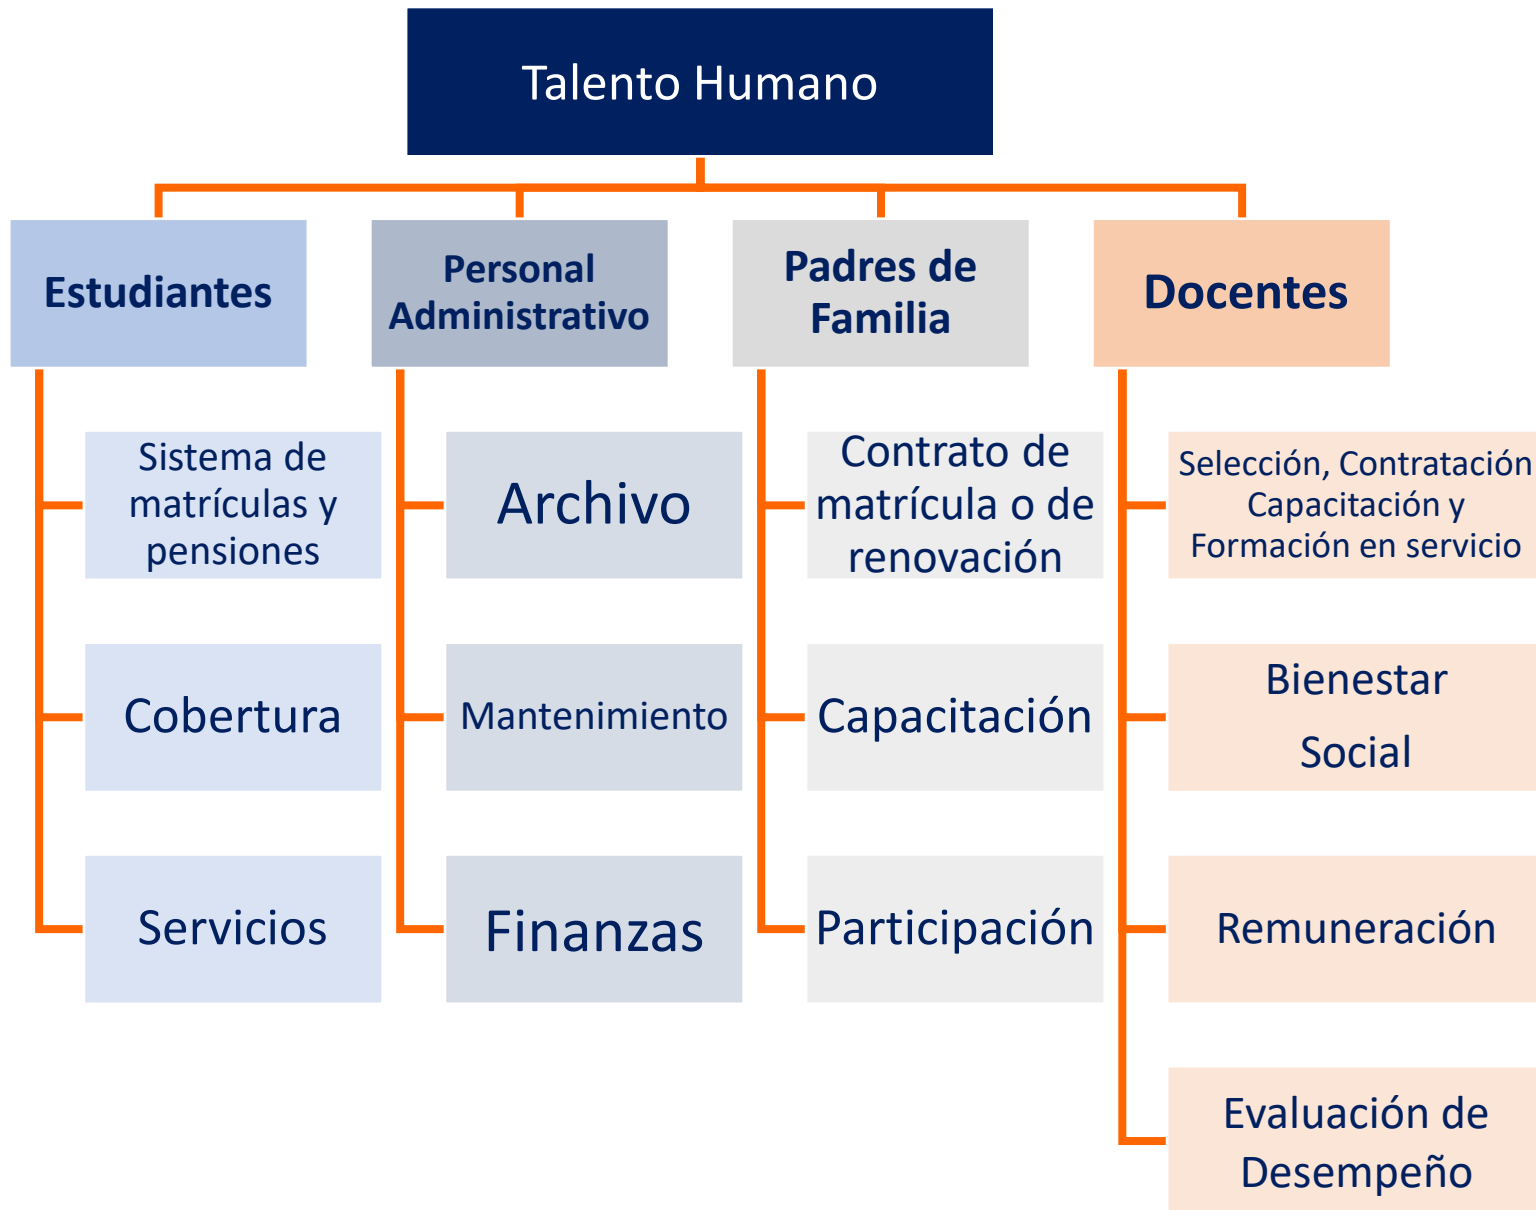 Talento Humano
Estudiantes
Sistema de
matrículas y
pensiones
Cobertura
Servicios
Personal
Administrativo
Archivo
Mantenimiento
Finanzas
Padres de
Familia
Contrato de
matrícula o de
renovación
Capacitación
Participación
Docentes
Selección, Contratación
Capacitación y
Formación en servicio
Bienestar
Social
Remuneración
Evaluación de
Desempeño